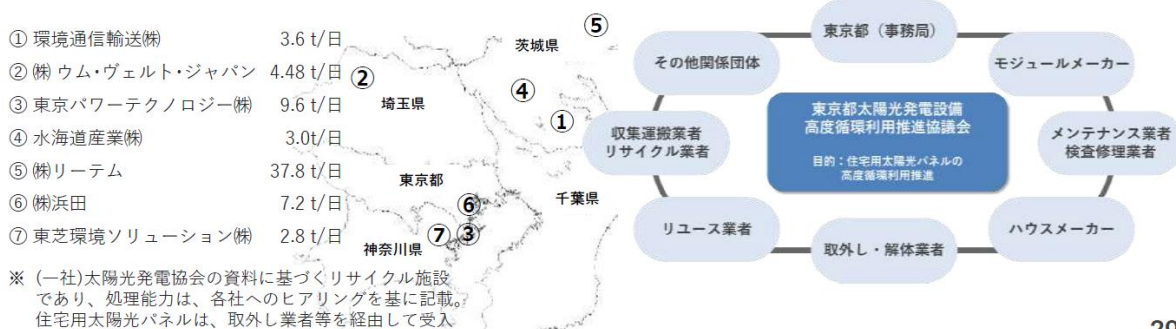 ① 環境通信輸送㈱ 3.6 t/日
② ㈱ ウム・ヴェルト・ジャパン 4.48 t/日
③ 東京パワーテクノロジー㈱ 9.6 t/日
④ 水海道産業㈱ 3.0t/日
⑤ ㈱リーテム 37.8 t/日
⑥ ㈱浜田 7.2 t/日
⑦ 東芝環境ソリューション㈱ 2.8 t/日
※ (一社)太陽光発電協会の資料に基づくリサイクル施設
であり、処理能力は、各社へのヒアリングを基に記載。
住宅用太陽光パネルは、取外し業者等を経由して受入
⑤
茨城県
②
④
埼玉県
①
東京都
⑥
千葉県
⑦
③
神奈川県
東京都（事務局）
その他関係団体
モジュールメーカー
東京都太陽光発電設備
高度循環利用推進協議会
目的：住宅用太陽光パネルの
高度循環利用推進
収集運搬業者
リサイクル業者
メンテナンス業者
検査修理業者
リユース業者
ハウスメーカー
取外し・解体業者